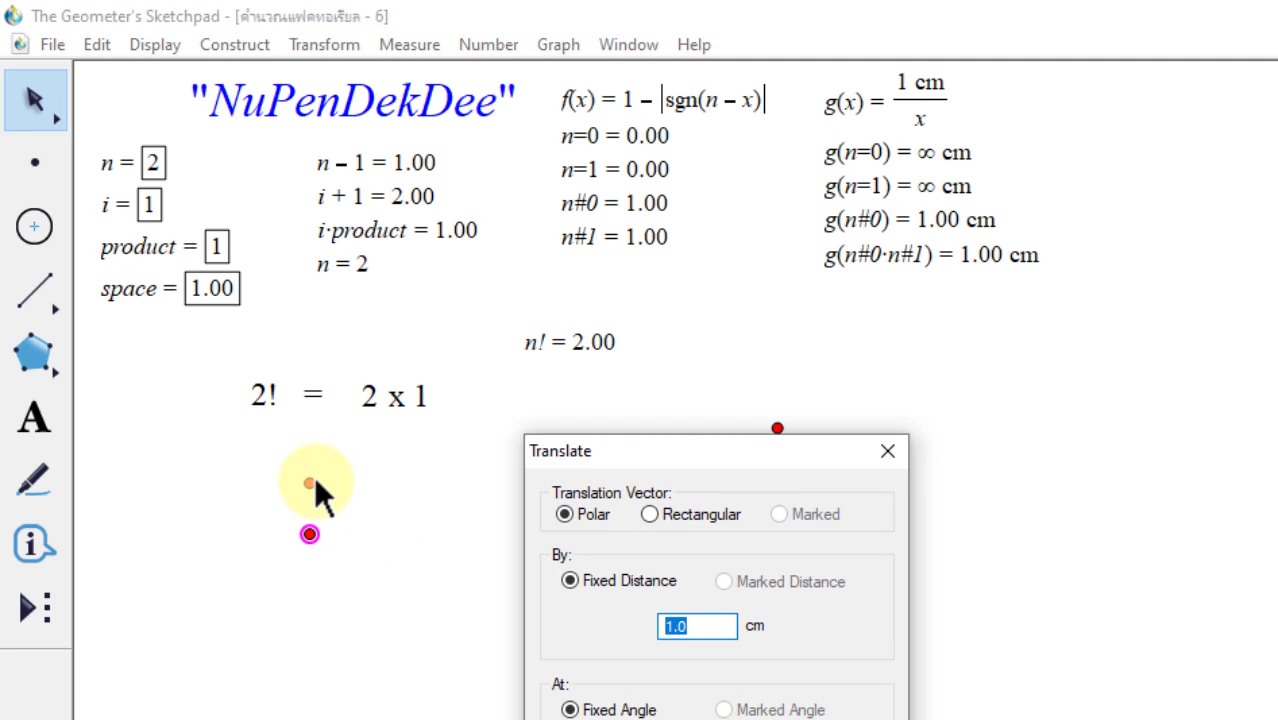 The Geometer's Sketchpad - [คำนวณแฟคทอเรียล - 6]
File Edit Display Construct Transform Measure Number Graph Window Help
"NuPenDekDee"
n = 2
i = 1
product = 1
space = 1.00
n − 1 = 1.00
i + 1 = 2.00
i·product = 1.00
n = 2
f(x) = 1 − |sgn(n − x)|
n=0 = 0.00
n=1 = 0.00
n#0 = 1.00
n#1 = 1.00
g(x) = 1 cm / x
g(n=0) = ∞ cm
g(n=1) = ∞ cm
g(n#0) = 1.00 cm
g(n#0·n#1) = 1.00 cm
n! = 2.00
2! = 2 x 1
A
i
Translate
Translation Vector:
Polar Rectangular Marked
By:
Fixed Distance Marked Distance
1.0 cm
At:
Fixed Angle Marked Angle